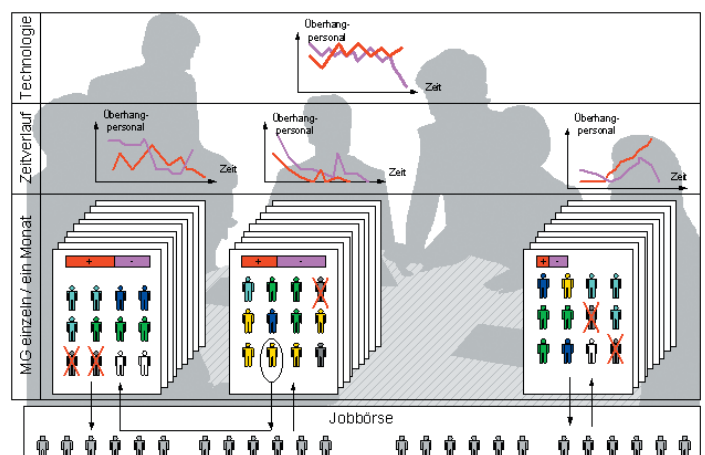 Technologie
Überhang-
personal
Zeit
Zeitverlauf
Überhang-
personal
Zeit
Überhang-
personal
Zeit
Überhang-
personal
Zeit
MG einzeln / ein Monat
+ -
+ -
+ -
Jobbörse